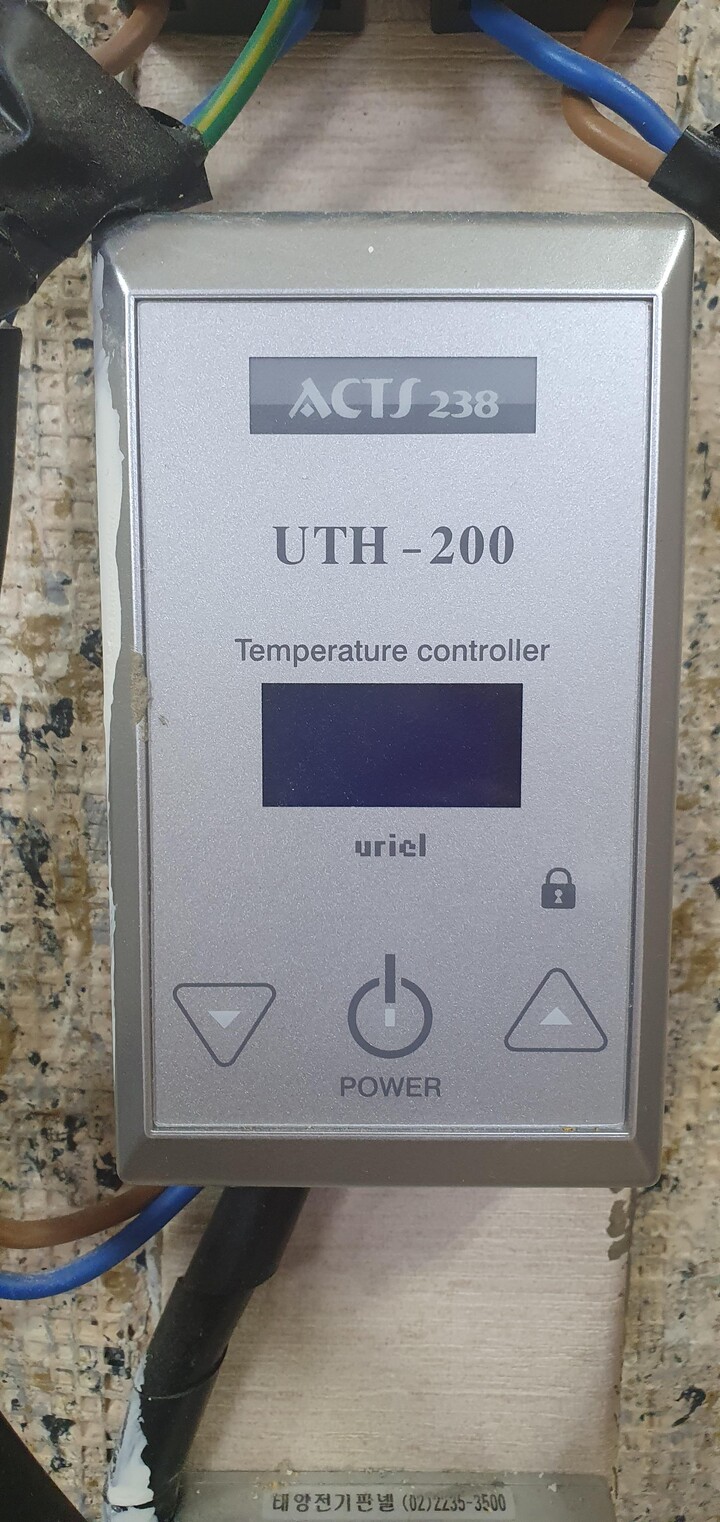 ACTS 238
UTH - 200
Temperature controller
uriel
POWER
태양전기판넬 (02)2235-3500